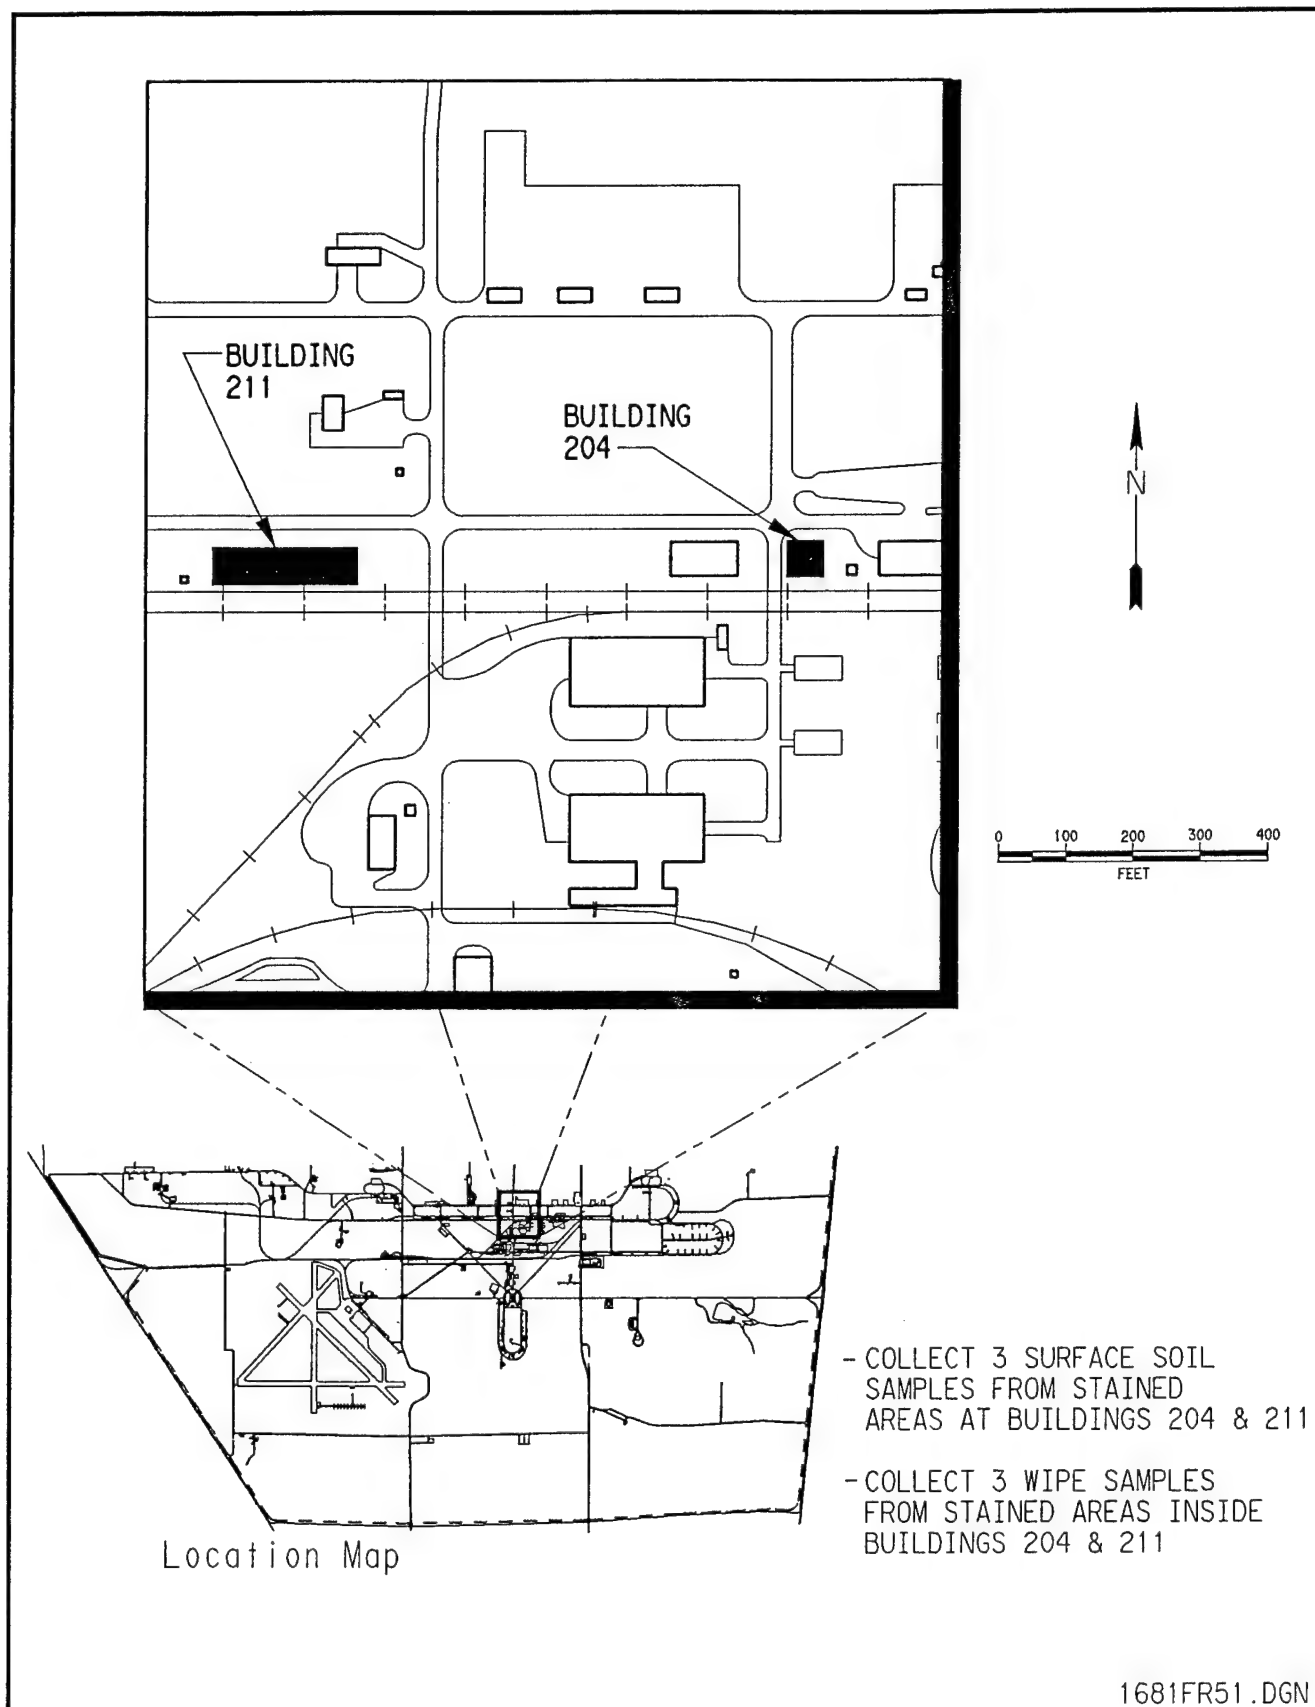 BUILDING
211
BUILDING
204
N
0 100 200 300 400
FEET
- COLLECT 3 SURFACE SOIL
SAMPLES FROM STAINED
AREAS AT BUILDINGS 204 & 211
- COLLECT 3 WIPE SAMPLES
FROM STAINED AREAS INSIDE
BUILDINGS 204 & 211
Location Map
1681FR51.DGN